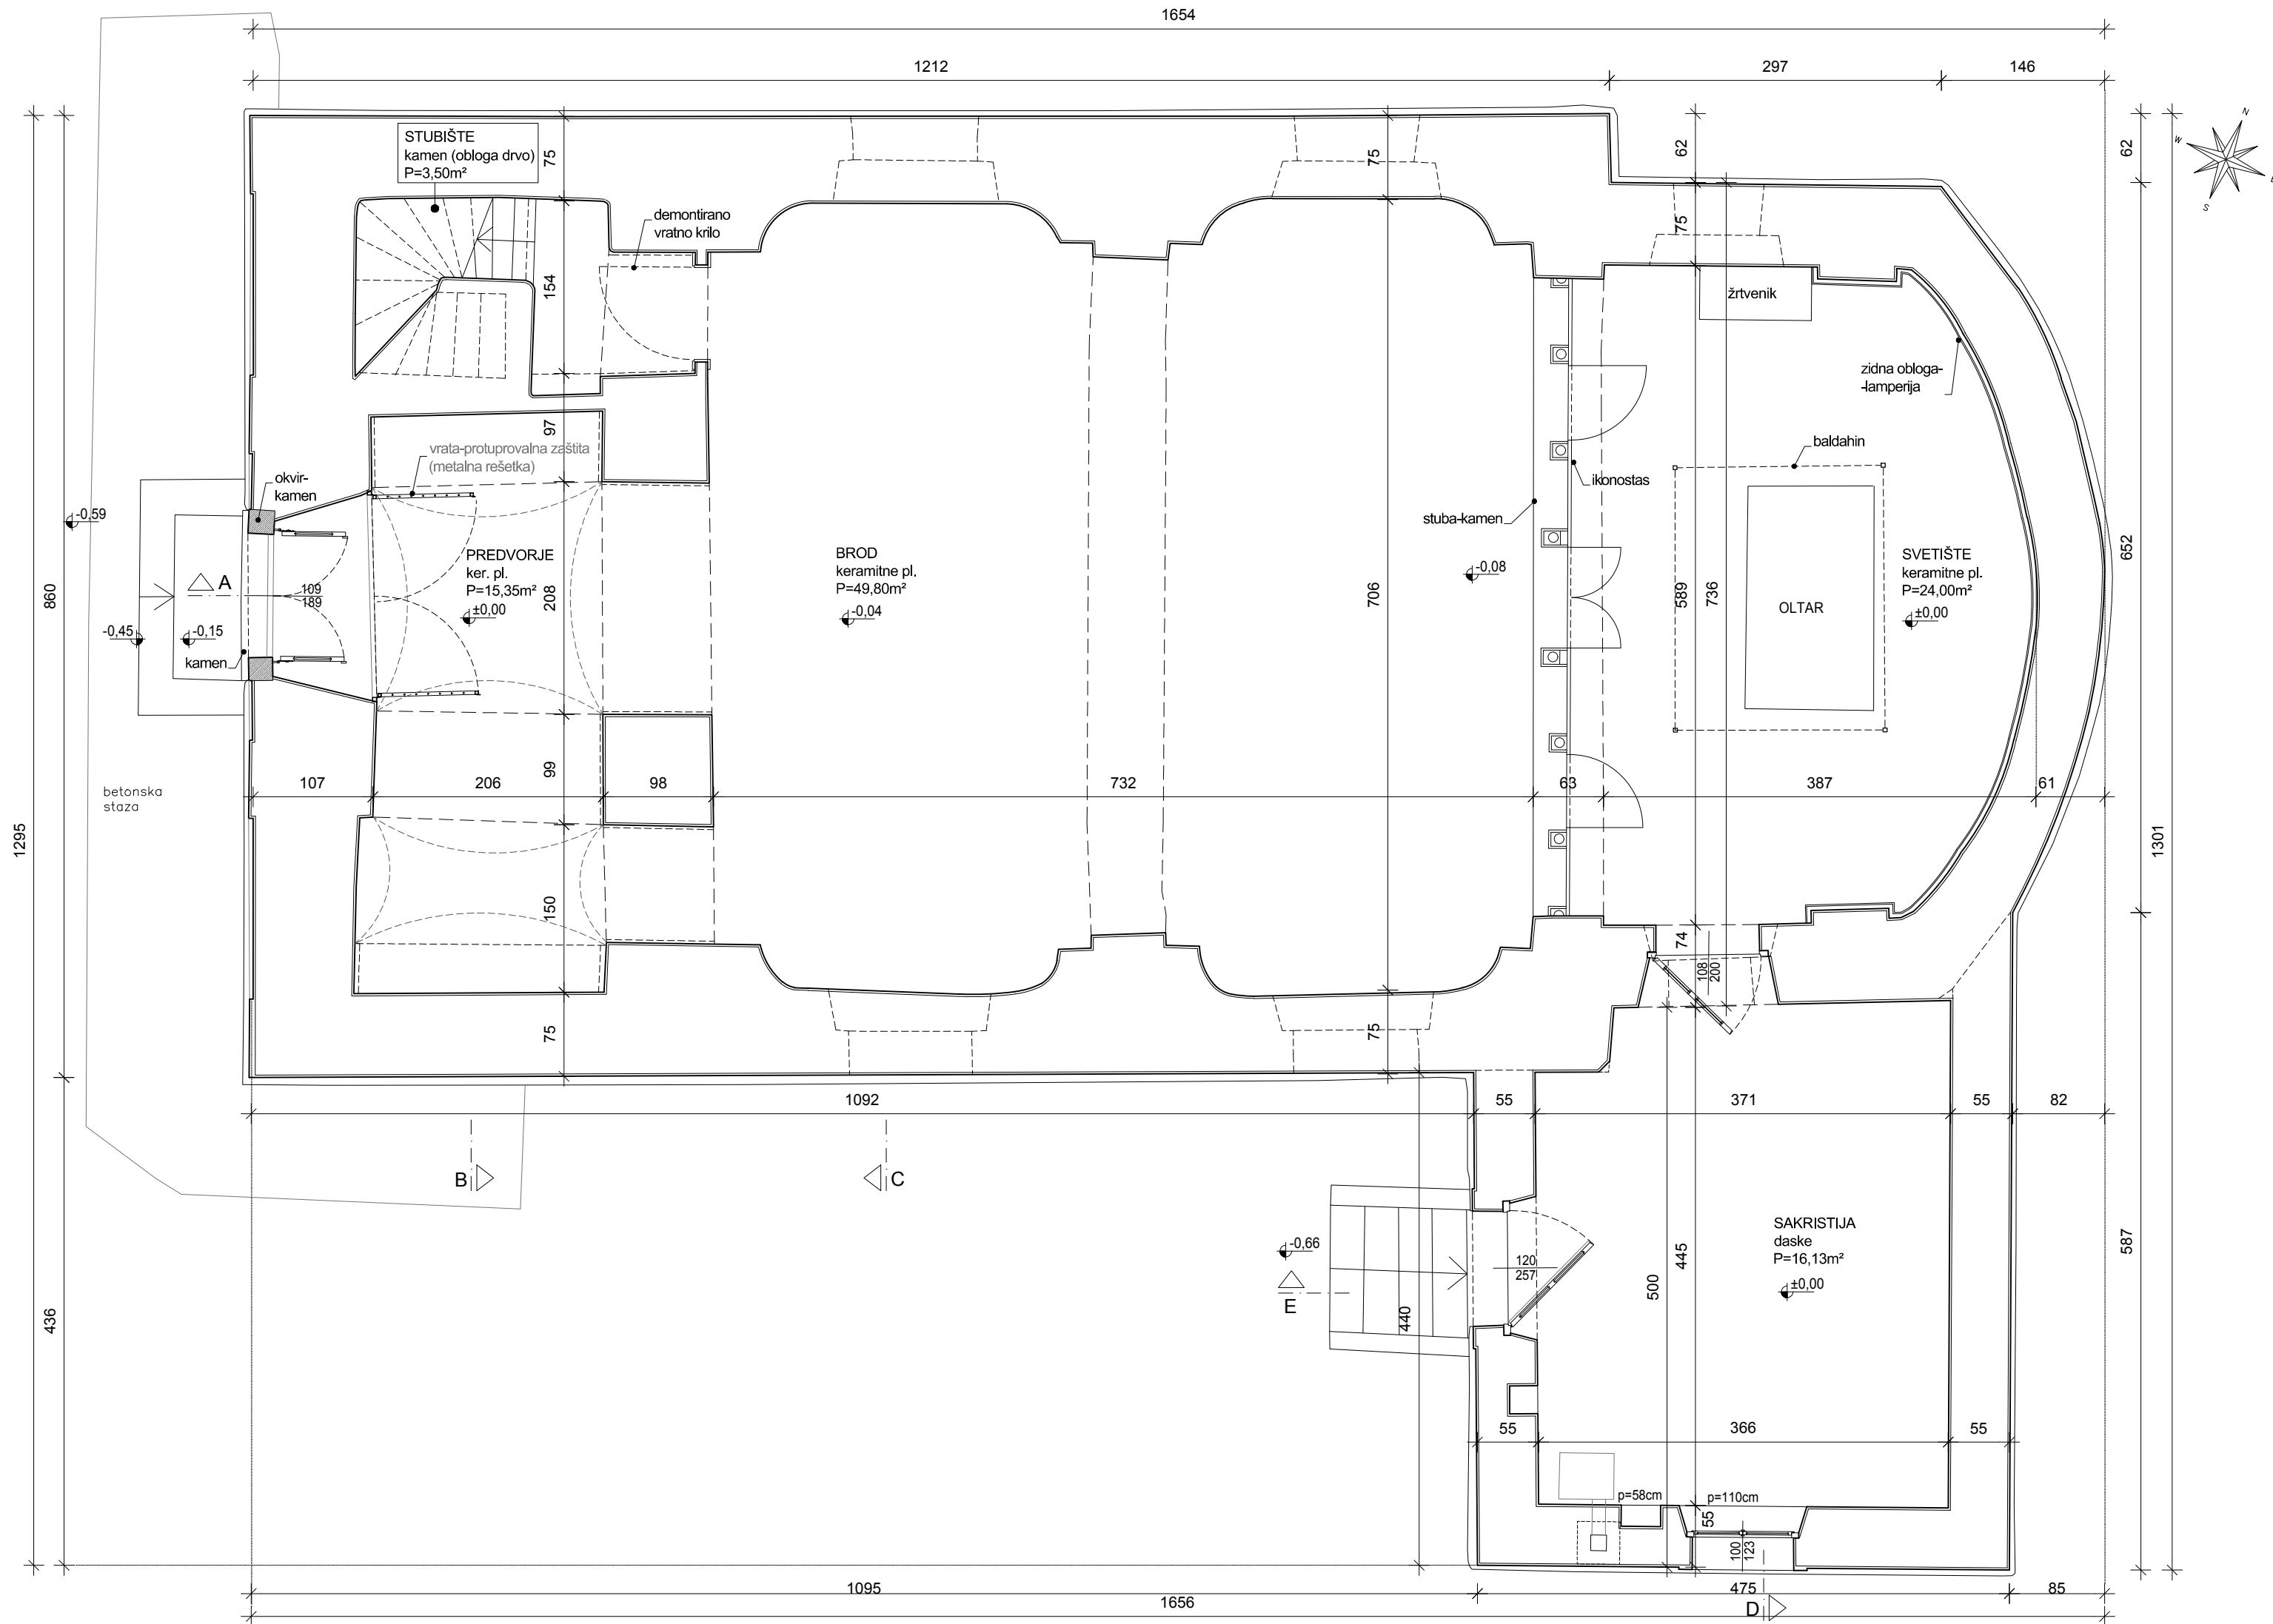 1654
1212
297
146
STUBIŠTE
kamen (obloga drvo)
P=3,50m²
75
75
62
62
N
W
E
S
demontirano
vratno krilo
75
154
žrtvenik
zidna obloga-
-lamperija
97
vrata-protuprovalna zaštita
(metalna rešetka)
baldahin
okvir-
kamen
ikonostas
-0,59
stuba-kamen
PREDVORJE
ker. pl.
P=15,35m²
±0,00
BROD
keramitne pl.
P=49,80m²
-0,04
-0,08
SVETIŠTE
keramitne pl.
P=24,00m²
±0,00
652
A
109
189
860
208
706
589
736
OLTAR
-0,45
-0,15
kamen
99
107
206
98
732
63
387
61
betonska
staza
1295
1301
150
74
108
200
75
75
1092
55
371
55
82
B
C
SAKRISTIJA
daske
P=16,13m²
±0,00
-0,66
E
120
257
445
500
587
436
440
55
366
55
p=58cm
p=110cm
55
100
123
1095
475
85
1656
D